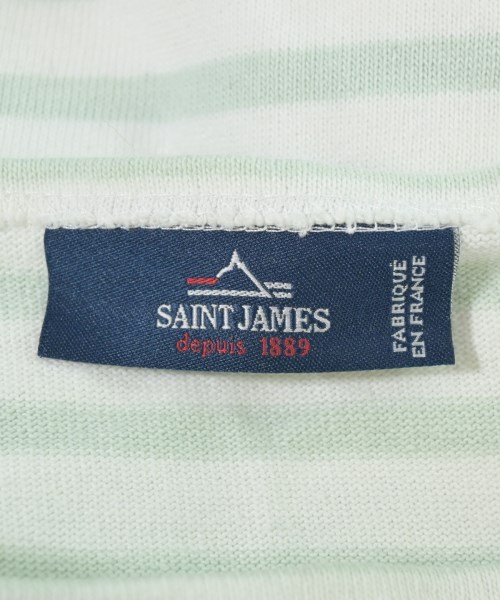 SAINT JAMES
depuis 1889
FABRIQUÉ
EN FRANCE